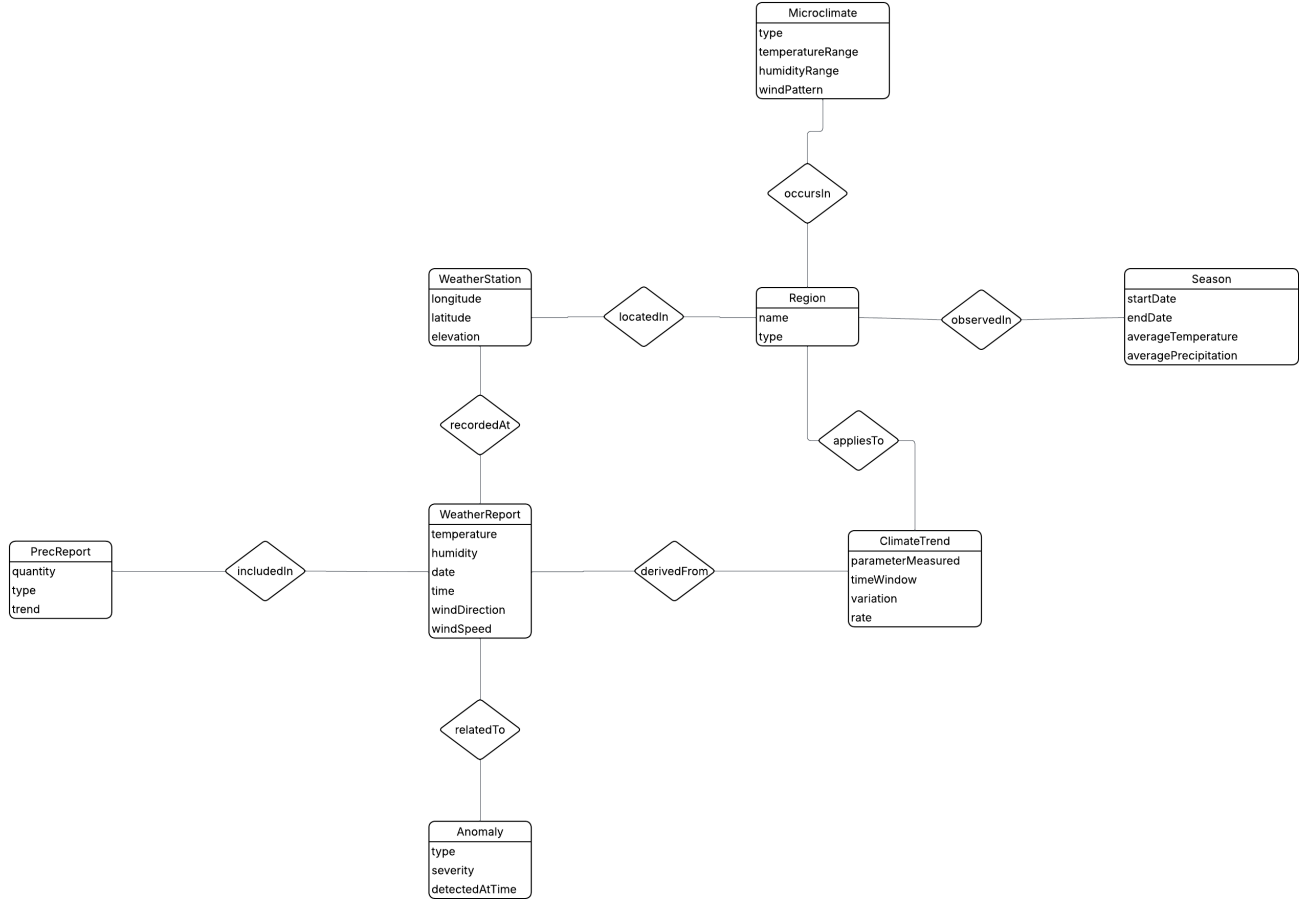 Microclimate
type
temperatureRange
humidityRange
windPattern
occursIn
WeatherStation
longitude
latitude
elevation
locatedIn
Region
name
type
observedIn
Season
startDate
endDate
averageTemperature
averagePrecipitation
recordedAt
appliesTo
PrecReport
quantity
type
trend
includedIn
WeatherReport
temperature
humidity
date
time
windDirection
windSpeed
derivedFrom
ClimateTrend
parameterMeasured
timeWindow
variation
rate
relatedTo
Anomaly
type
severity
detectedAtTime